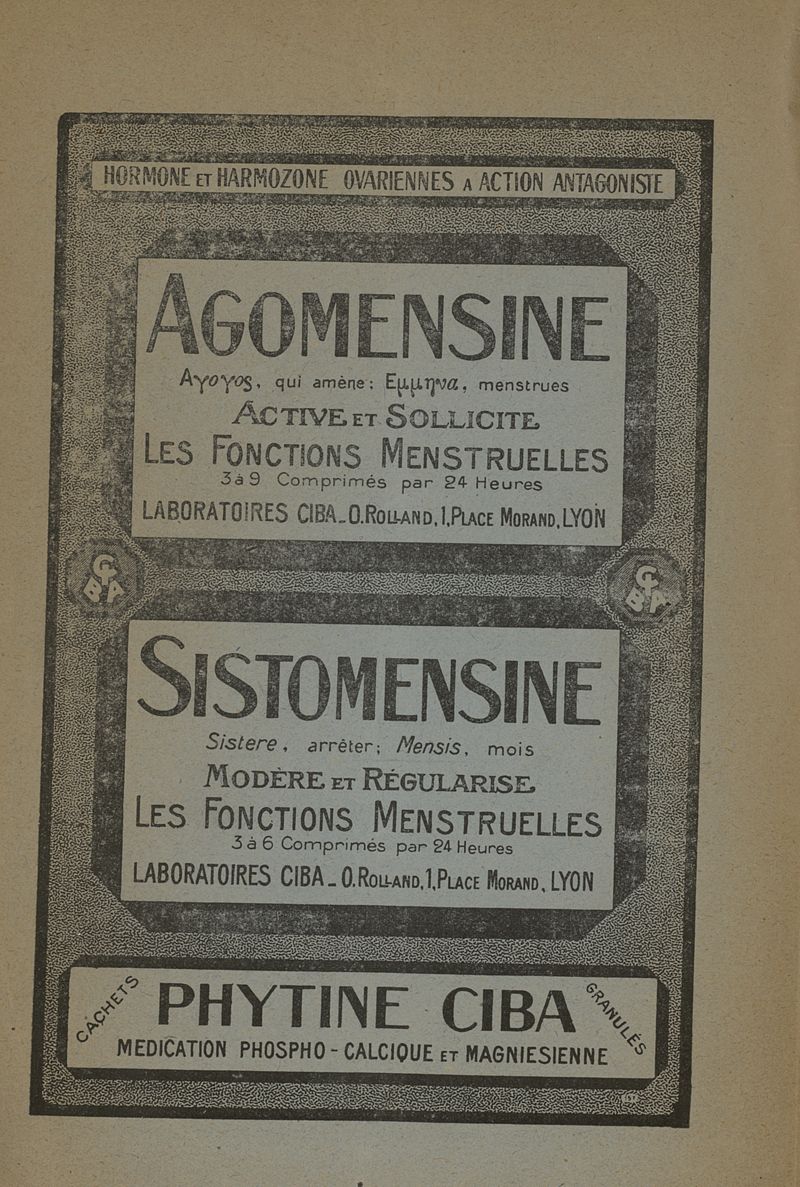 HORMONE ET HARMOZONE OVARIENNES A ACTION ANTAGONISTE
AGOMENSINE
Αγογος, qui amène: Εμμηνα, menstrues
ACTIVE ET SOLLICITE
LES FONCTIONS MENSTRUELLES
3 à 9 Comprimés par 24 Heures
LABORATOIRES CIBA_O.ROLLAND,1,PLACE MORAND,LYON
CIBA
CIBA
SISTOMENSINE
Sistere, arrêter; Mensis, mois
MODÈRE ET RÉGULARISE
LES FONCTIONS MENSTRUELLES
3 à 6 Comprimés par 24 Heures
LABORATOIRES CIBA_O.ROLLAND,1,PLACE MORAND, LYON
CACHETS
PHYTINE CIBA
GRANULÉS
MEDICATION PHOSPHO-CALCIQUE ET MAGNIESIENNE